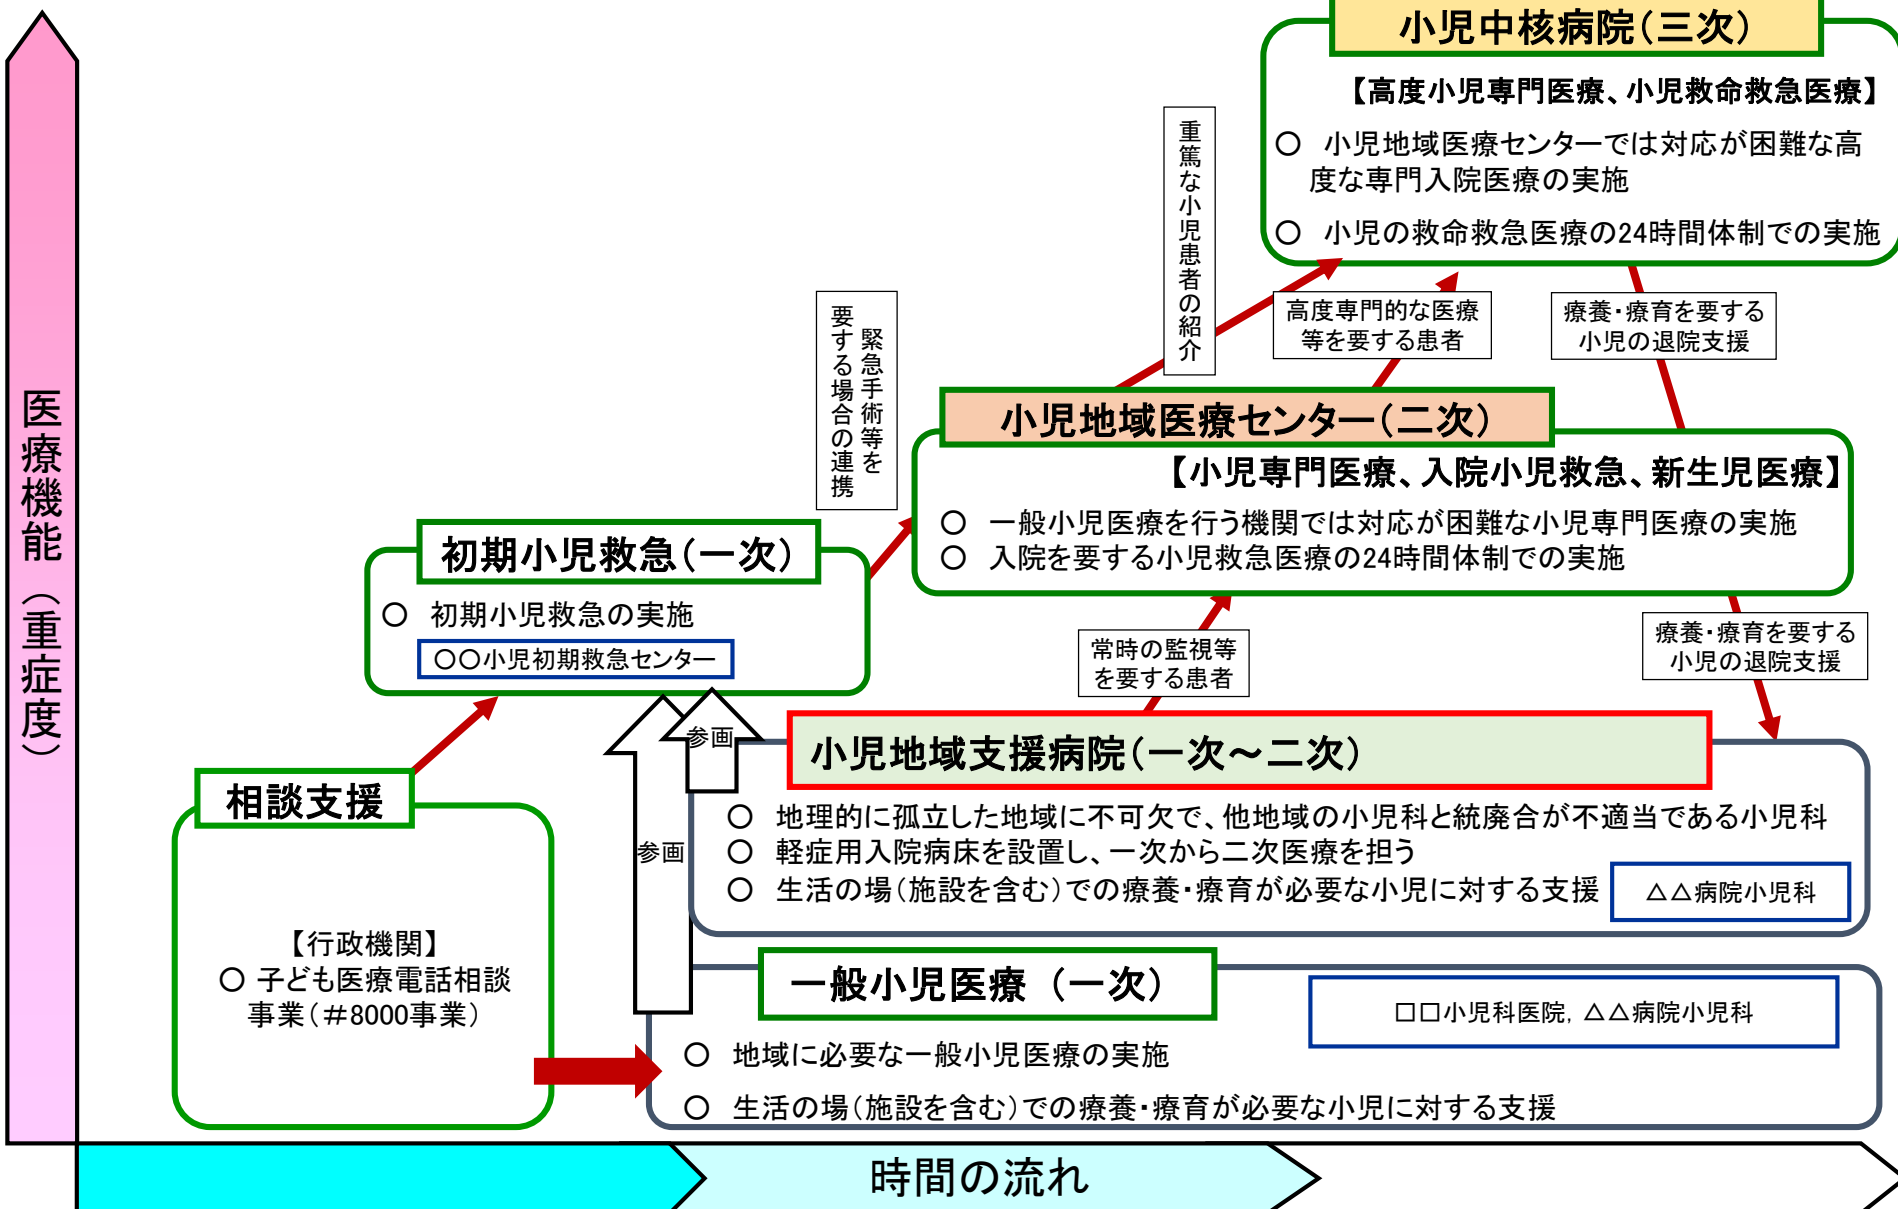 小児中核病院（三次）
【高度小児専門医療、小児救命救急医療】
○ 小児地域医療センターでは対応が困難な高
度な専門入院医療の実施
○ 小児の救命救急医療の24時間体制での実施
重篤な小児患者の紹介
高度専門的な医療
等を要する患者
療養・療育を要する
小児の退院支援
緊急手術等を
要する場合の連携
小児地域医療センター（二次）
【小児専門医療、入院小児救急、新生児医療】
○ 一般小児医療を行う機関では対応が困難な小児専門医療の実施
○ 入院を要する小児救急医療の24時間体制での実施
初期小児救急（一次）
○ 初期小児救急の実施
○○小児初期救急センター
常時の監視等
を要する患者
療養・療育を要する
小児の退院支援
医療機能（重症度）
参画
参画
小児地域支援病院（一次～二次）
○ 地理的に孤立した地域に不可欠で、他地域の小児科と統廃合が不適当である小児科
○ 軽症用入院病床を設置し、一次から二次医療を担う
○ 生活の場（施設を含む）での療養・療育が必要な小児に対する支援
△△病院小児科
相談支援
【行政機関】
○ 子ども医療電話相談
事業（＃8000事業）
一般小児医療 （一次）
□□小児科医院, △△病院小児科
○ 地域に必要な一般小児医療の実施
○ 生活の場（施設を含む）での療養・療育が必要な小児に対する支援
時間の流れ